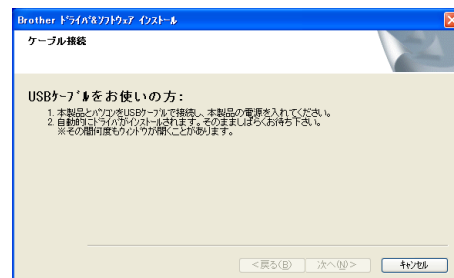 Brother ﾄﾞﾗｲﾊﾞ&ｿﾌﾄｳｪｱ ｲﾝｽﾄｰﾙ
ケーブル接続
USBｹｰﾌﾞﾙをお使いの方:
1. 本製品とﾊﾟｿｺﾝをUSBｹｰﾌﾞﾙで接続し、本製品の電源を入れてください。
2. 自動的にﾄﾞﾗｲﾊﾞがｲﾝｽﾄｰﾙされます。そのまましばらくお待ち下さい。
※その間何度もｳｨﾝﾄﾞｳが開くことがあります。
<戻る(B) 次へ(N)> ｷｬﾝｾﾙ